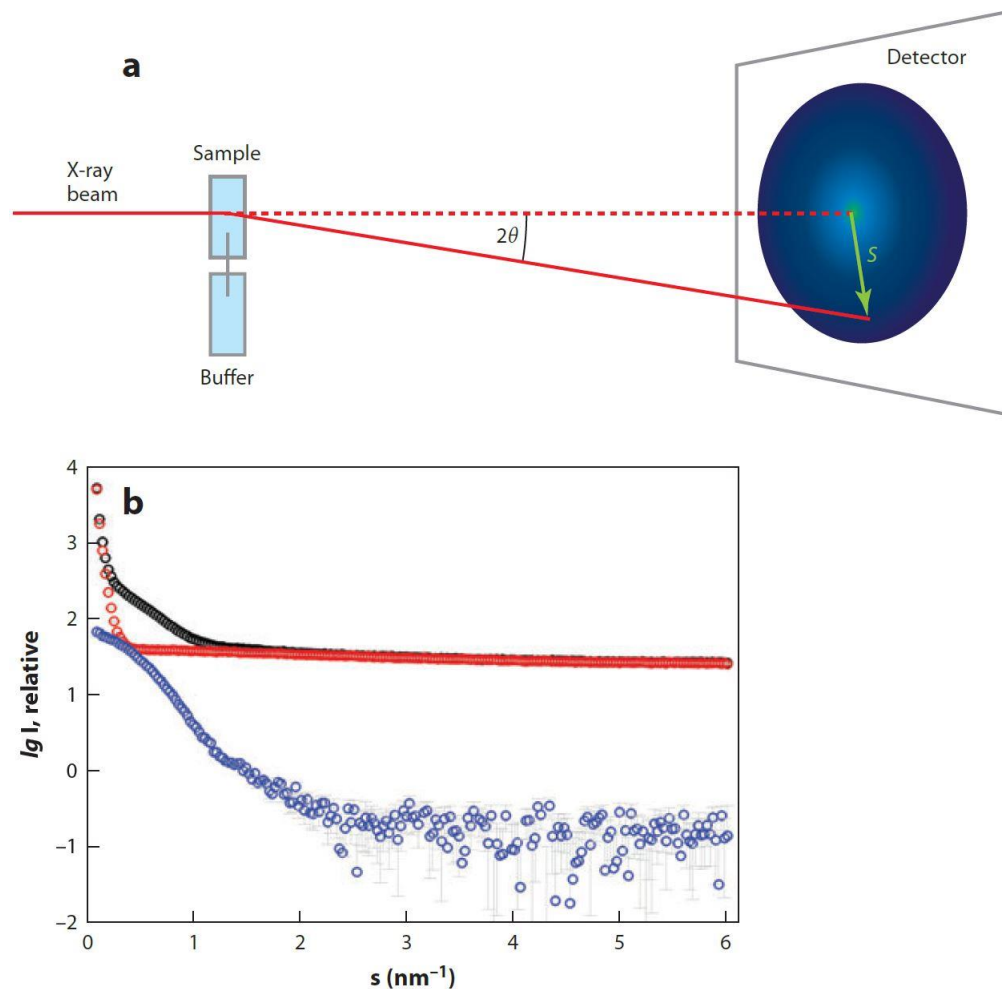 a
Detector
Sample
X-ray
beam
2θ
S
Buffer
b
4
3
2
1
0
−1
−2
lg I, relative
0 1 2 3 4 5 6
s (nm⁻¹)